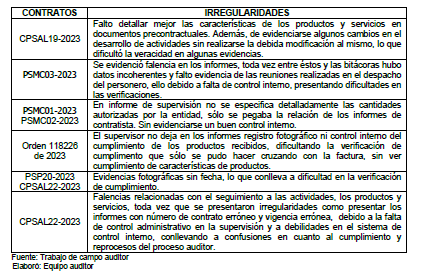 CONTRATOS IRREGULARIDADES
CPSAL19-2023
Falto detallar mejor las características de los productos y servicios en
documentos precontractuales. Además, de evidenciarse algunos cambios en el
desarrollo de actividades sin realizarse la debida modificación al mismo, lo que
dificultó la veracidad en algunas evidencias.
PSMC03-2023
Se evidenció falencia en los informes, toda vez entre éstos y las bitácoras hubo
datos incoherentes y falto evidencia de las reuniones realizadas en el despacho
del personero, ello debido a falta de control interno, presentando dificultades en
las verificaciones.
PSMC01-2023
PSMC02-2023
En informe de supervisión no se especifica detalladamente las cantidades
autorizadas por la entidad, sólo se pegaba la relación de los informes de
contratista. Sin evidenciarse un buen control interno.
Orden 118226
de 2023
El supervisor no deja en los informes registro fotográfico ni control interno del
cumplimiento de los productos recibidos, dificultando la verificación de
cumplimiento que sólo se pudo hacer cruzando con la factura, sin ver
cumplimiento de características de productos.
PSP20-2023
CPSAL22-2023
Evidencias fotográficas sin fecha, lo que conlleva a dificultad en la verificación
de cumplimiento.
CPSAL22-2023
Falencias relacionadas con el seguimiento a las actividades, los productos y
servicios, toda vez que se presentaron irregularidades como presentar los
informes con número de contrato erróneo y vigencia errónea, debido a la falta
de control administrativo en la supervisión y a debilidades en el sistema de
control interno, conllevando a confusiones en cuanto al cumplimiento y
reprocesos del proceso auditor.
Fuente: Trabajo de campo auditor
Elaboró: Equipo auditor